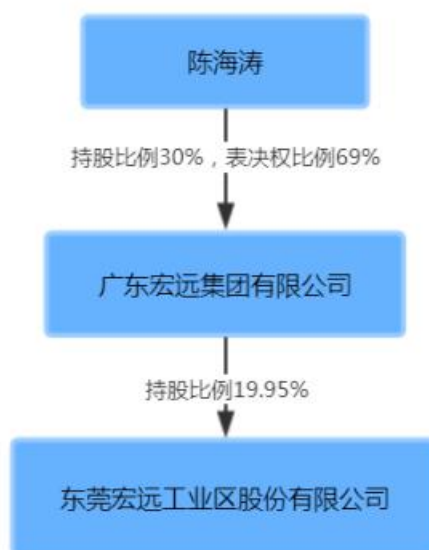 陈海涛
持股比例30%，表决权比例69%
广东宏远集团有限公司
持股比例19.95%
东莞宏远工业区股份有限公司